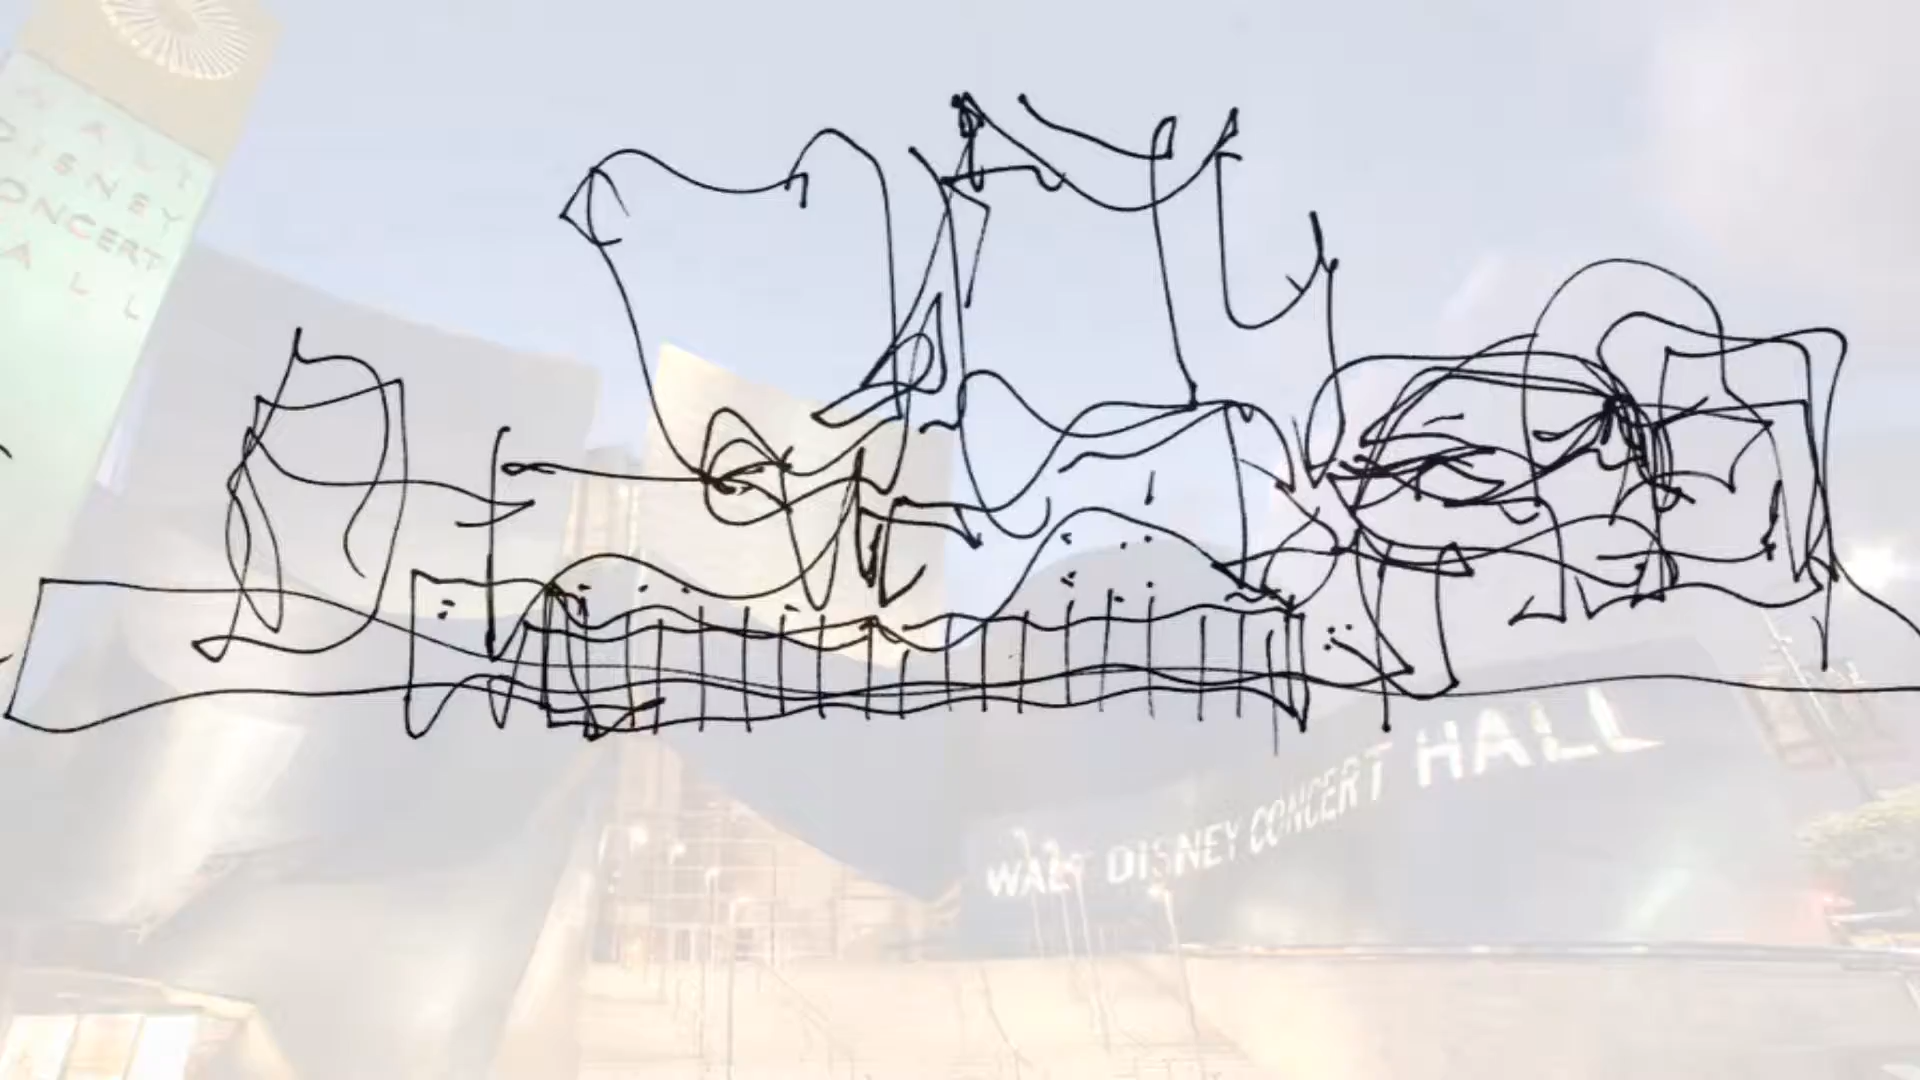 WALT
DISNEY
CONCERT
HALL
WALT DISNEY CONCERT HALL